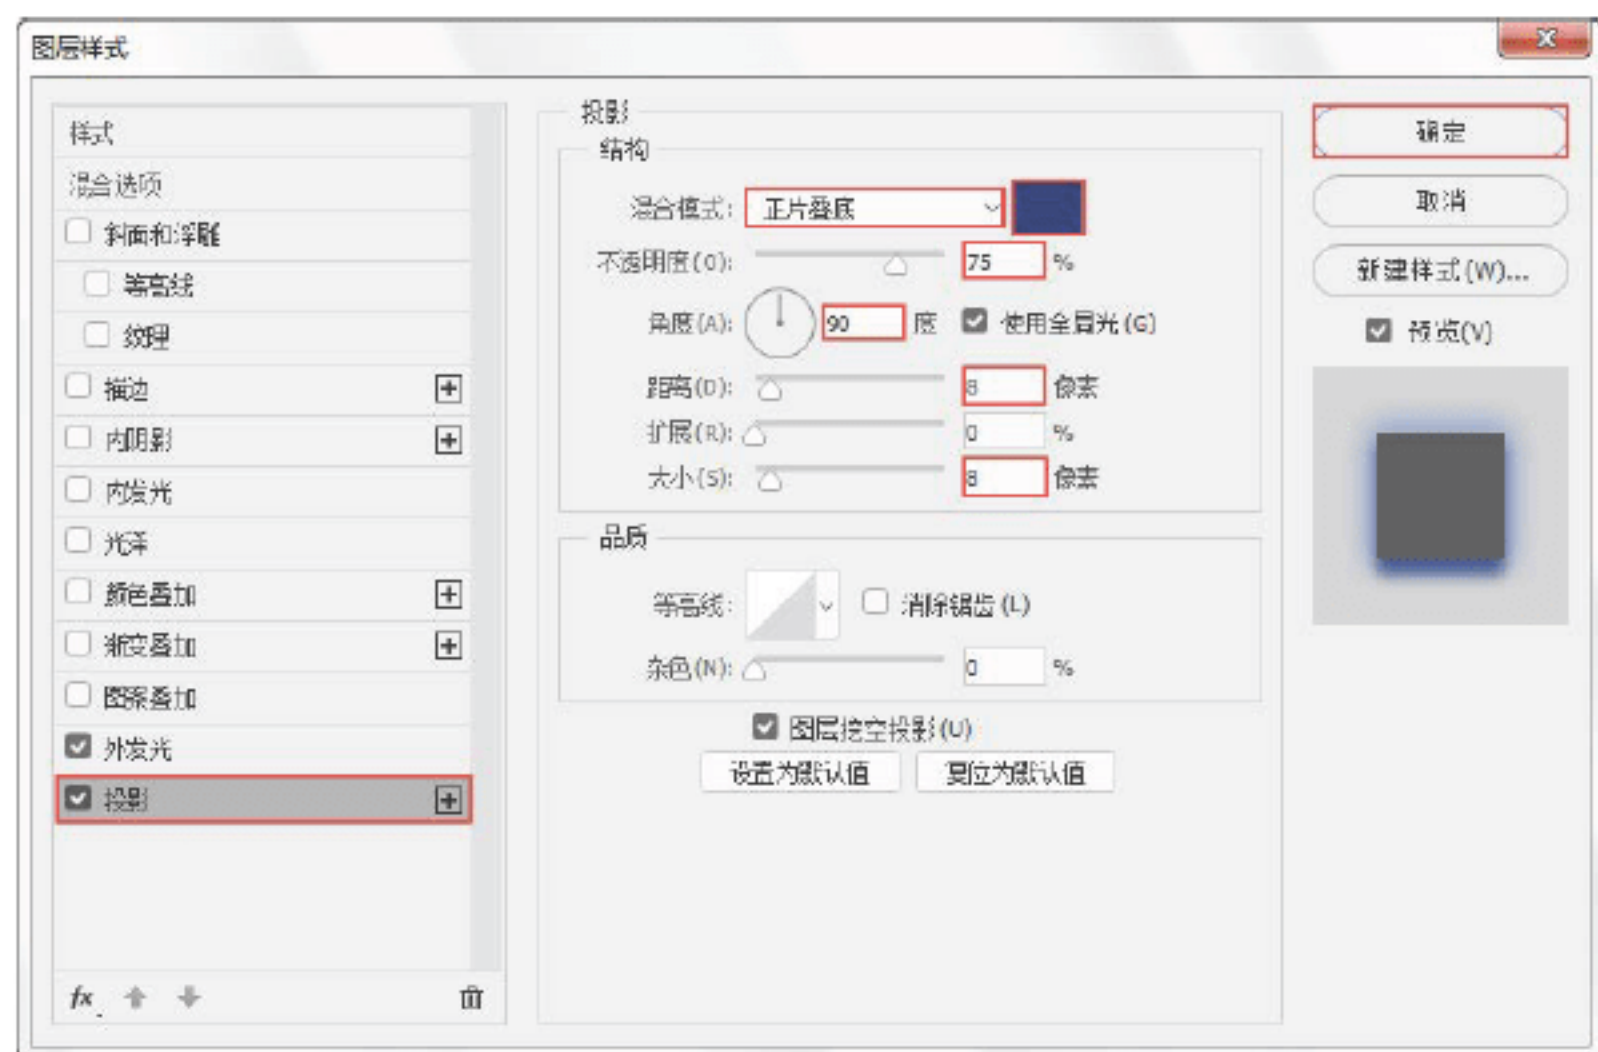 图层样式
样式
混合选项
斜面和浮雕
等高线
纹理
描边
内阴影
内发光
光泽
颜色叠加
渐变叠加
图案叠加
外发光
投影
fx
投影
结构
混合模式: 正片叠底
不透明度(O): 75 %
角度(A): 90 度 使用全局光(G)
距离(D): 8 像素
扩展(R): 0 %
大小(S): 8 像素
品质
等高线: 消除锯齿(L)
杂色(N): 0 %
图层挖空投影(U)
设置为默认值 复位为默认值
确定
取消
新建样式(W)...
预览(V)